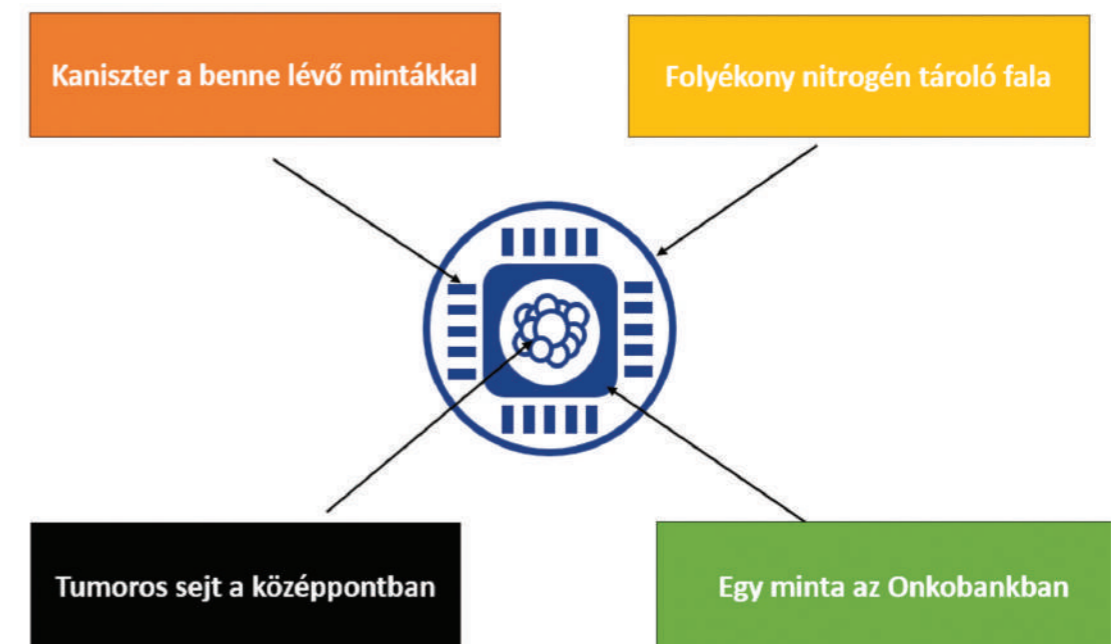 Kaniszter a benne lévő mintákkal
Folyékony nitrogén tároló fala
Tumoros sejt a középpontban
Egy minta az Onkobankban